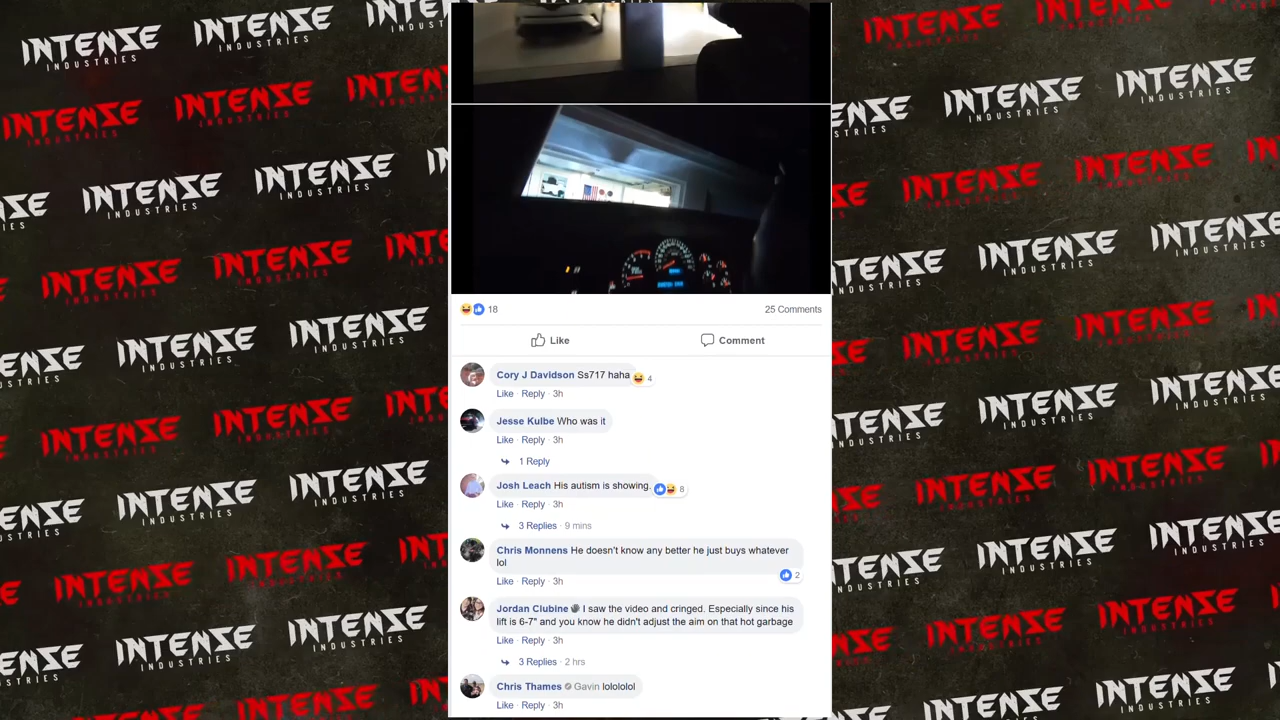 INTENSE
INDUSTRIES
18
25 Comments
Like
Comment
Cory J Davidson Ss717 haha
4
Like · Reply · 3h
Jesse Kulbe Who was it
Like · Reply · 3h
1 Reply
Josh Leach His autism is showing.
8
Like · Reply · 3h
3 Replies · 9 mins
Chris Monnens He doesn't know any better he just buys whatever
lol
2
Like · Reply · 3h
Jordan Clubine I saw the video and cringed. Especially since his
lift is 6-7" and you know he didn't adjust the aim on that hot garbage
Like · Reply · 3h
3 Replies · 2 hrs
Chris Thames Gavin lolololol
Like · Reply · 3h